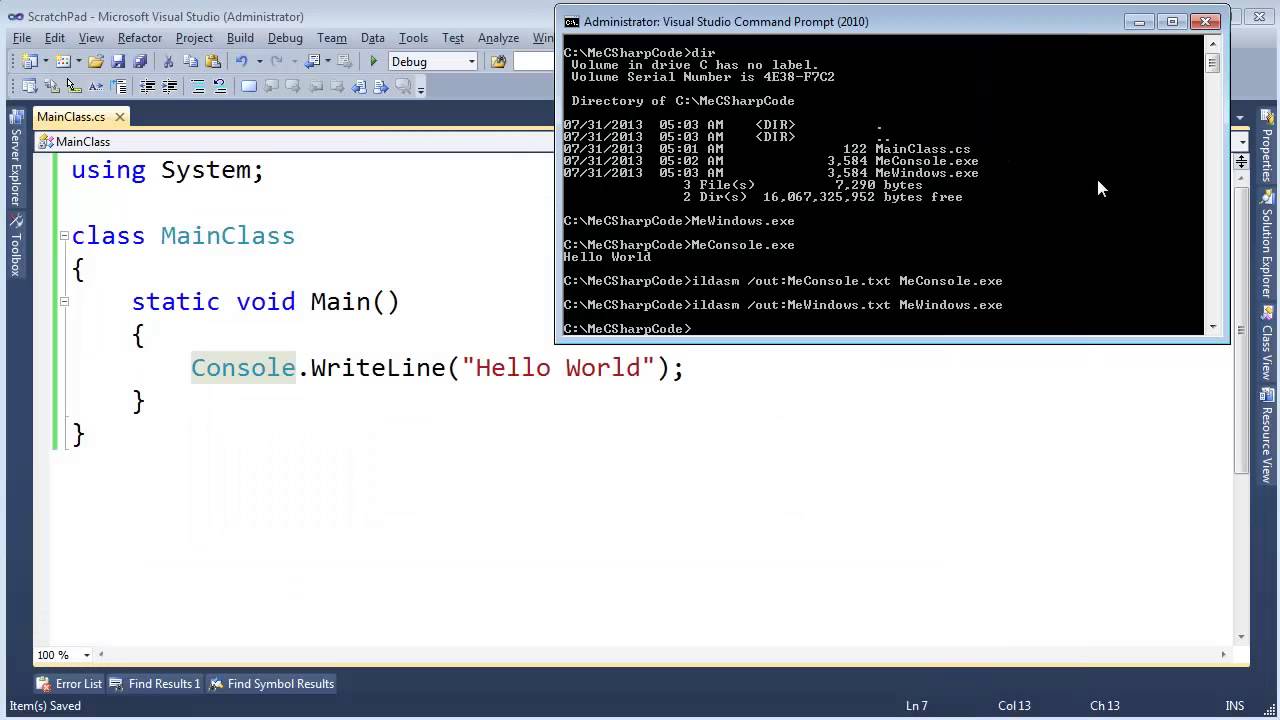 ScratchPad - Microsoft Visual Studio (Administrator)
File Edit View Refactor Project Build Debug Team Data Tools Test Analyze Win
Debug
MainClass.cs
MainClass
using System;
class MainClass
{
static void Main()
{
Console.WriteLine("Hello World");
}
}
Administrator: Visual Studio Command Prompt (2010)
C:\MeCSharpCode>dir
Volume in drive C has no label.
Volume Serial Number is 4E38-F7C2
Directory of C:\MeCSharpCode
07/31/2013 05:03 AM <DIR> .
07/31/2013 05:03 AM <DIR> ..
07/31/2013 05:01 AM 122 MainClass.cs
07/31/2013 05:02 AM 3,584 MeConsole.exe
07/31/2013 05:03 AM 3,584 MeWindows.exe
3 File(s) 7,290 bytes
2 Dir(s) 16,067,325,952 bytes free
C:\MeCSharpCode>MeWindows.exe
C:\MeCSharpCode>MeConsole.exe
Hello World
C:\MeCSharpCode>ildasm /out:MeConsole.txt MeConsole.exe
C:\MeCSharpCode>ildasm /out:MeWindows.txt MeWindows.exe
C:\MeCSharpCode>
Server Explorer
Toolbox
Properties
Solution Explorer
Class View
Resource View
100 %
Error List Find Results 1 Find Symbol Results
Item(s) Saved Ln 7 Col 13 Ch 13 INS